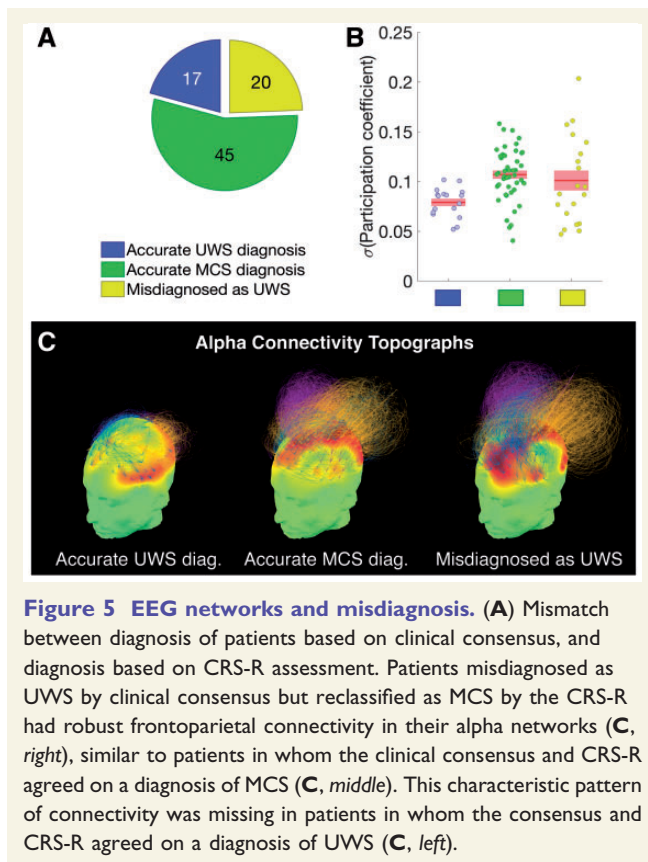 A
17
20
45
Accurate UWS diagnosis
Accurate MCS diagnosis
Misdiagnosed as UWS
B
0.25
0.2
0.15
0.1
0.05
0
σ(Participation coefficient)
C
Alpha Connectivity Topographs
Accurate UWS diag.
Accurate MCS diag.
Misdiagnosed as UWS
Figure 5 EEG networks and misdiagnosis. (A) Mismatch
between diagnosis of patients based on clinical consensus, and
diagnosis based on CRS-R assessment. Patients misdiagnosed as
UWS by clinical consensus but reclassified as MCS by the CRS-R
had robust frontoparietal connectivity in their alpha networks (C,
right), similar to patients in whom the clinical consensus and CRS-R
agreed on a diagnosis of MCS (C, middle). This characteristic pattern
of connectivity was missing in patients in whom the consensus and
CRS-R agreed on a diagnosis of UWS (C, left).